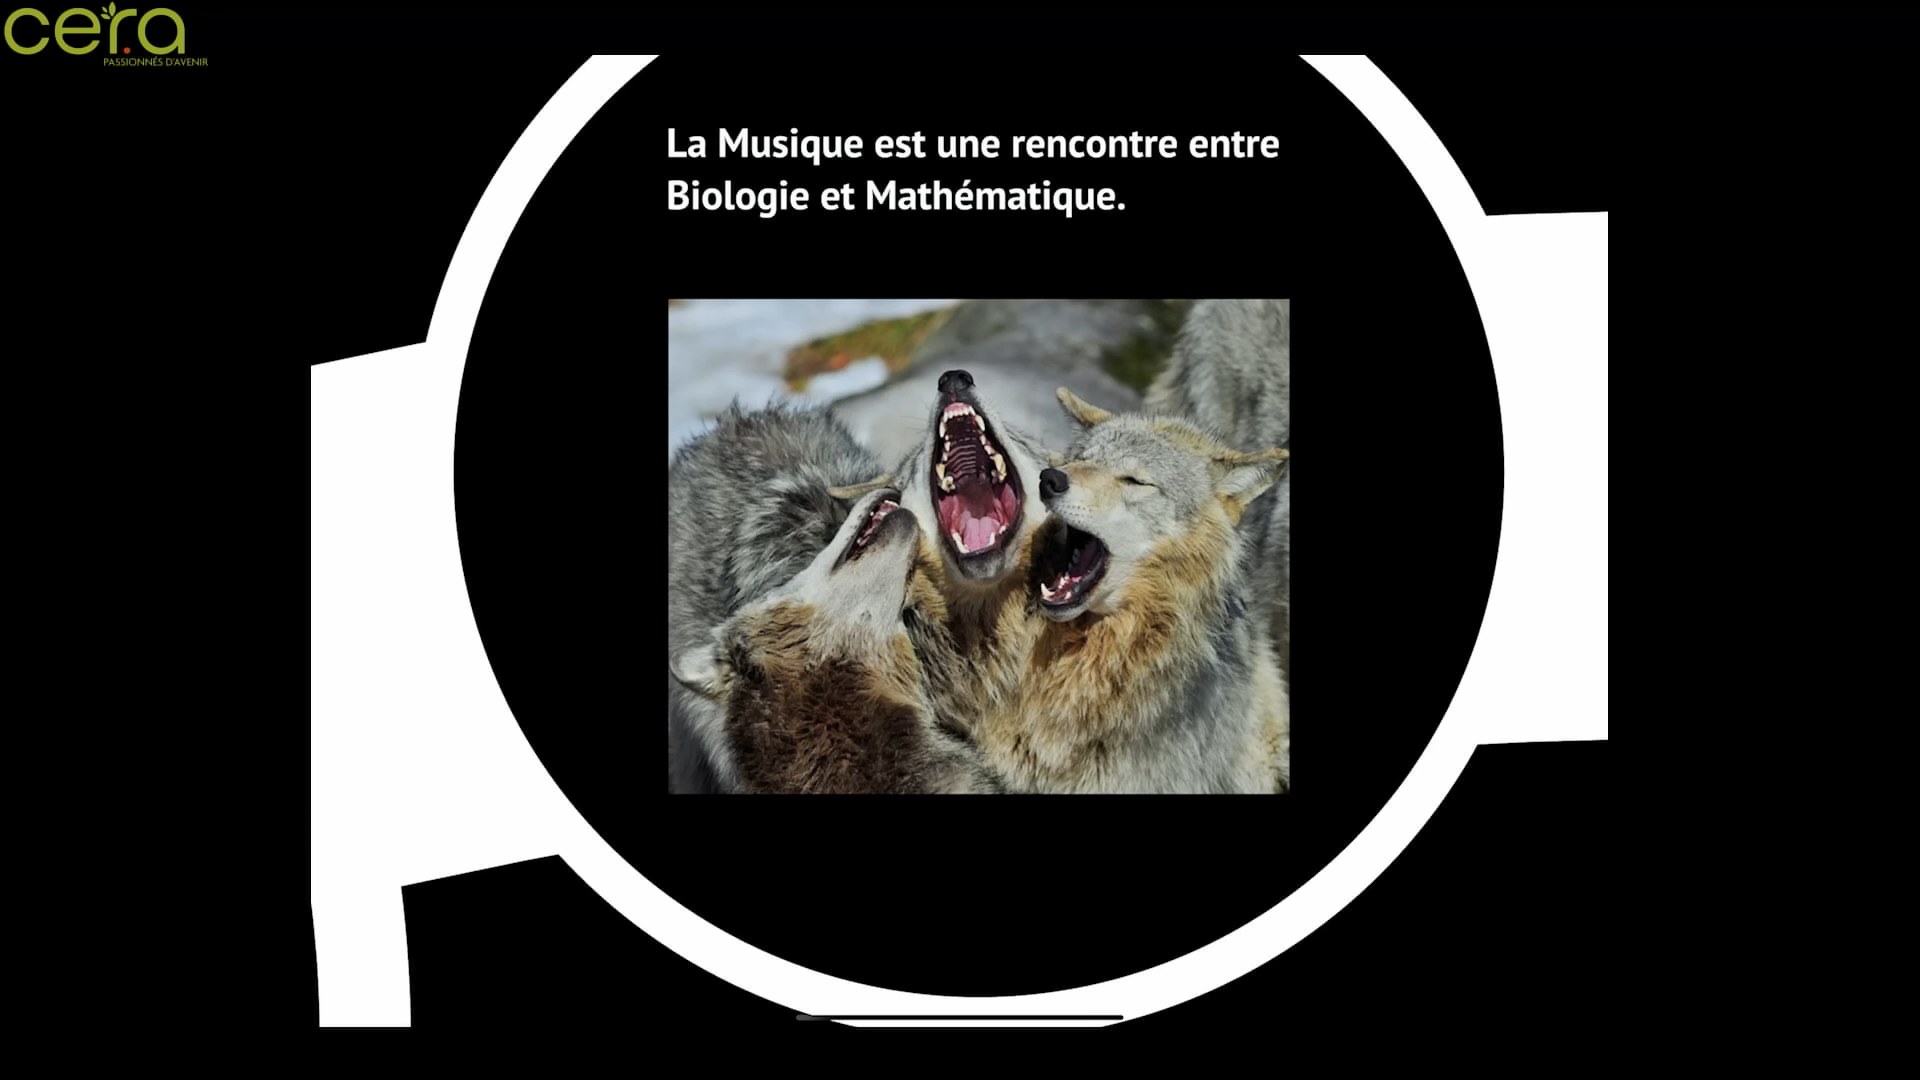 cera
PASSIONNÉS D'AVENIR
La Musique est une rencontre entre
Biologie et Mathématique.